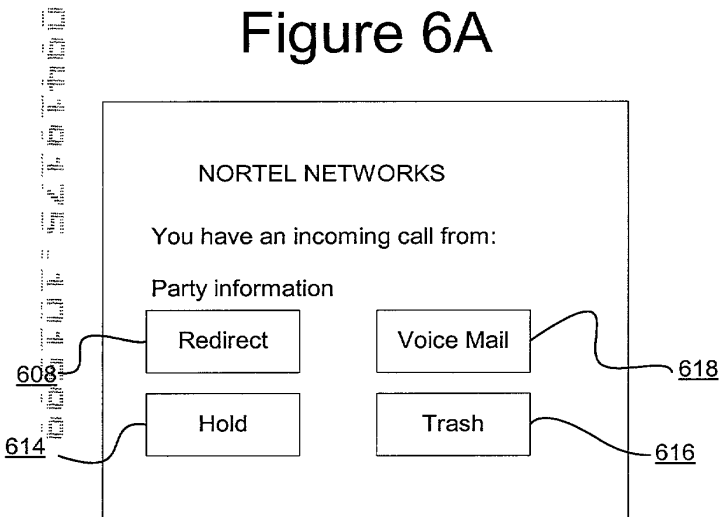 Figure 6A
NORTEL NETWORKS
You have an incoming call from:
Party information
Redirect
Voice Mail
608
618
Hold
Trash
614
616